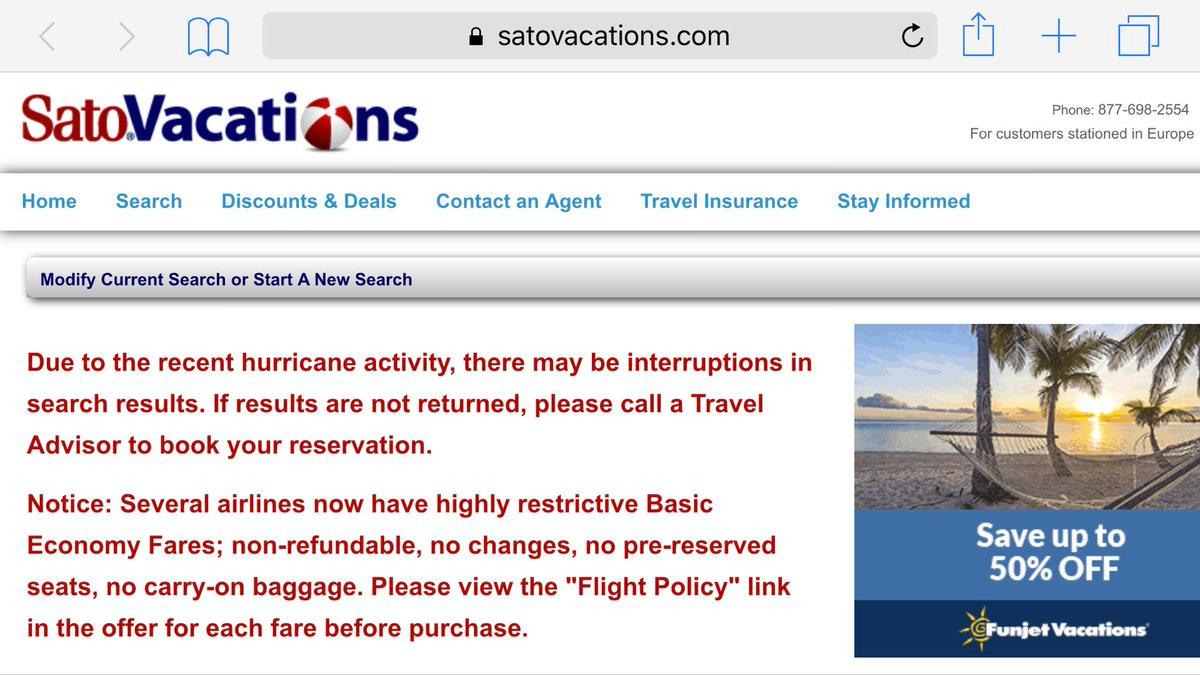 satovacations.com
SatoVacations
Phone: 877-698-2554
For customers stationed in Europe
Home Search Discounts & Deals Contact an Agent Travel Insurance Stay Informed
Modify Current Search or Start A New Search
Due to the recent hurricane activity, there may be interruptions in
search results. If results are not returned, please call a Travel
Advisor to book your reservation.
Notice: Several airlines now have highly restrictive Basic
Economy Fares; non-refundable, no changes, no pre-reserved
seats, no carry-on baggage. Please view the "Flight Policy" link
in the offer for each fare before purchase.
Save up to
50% OFF
Funjet Vacations